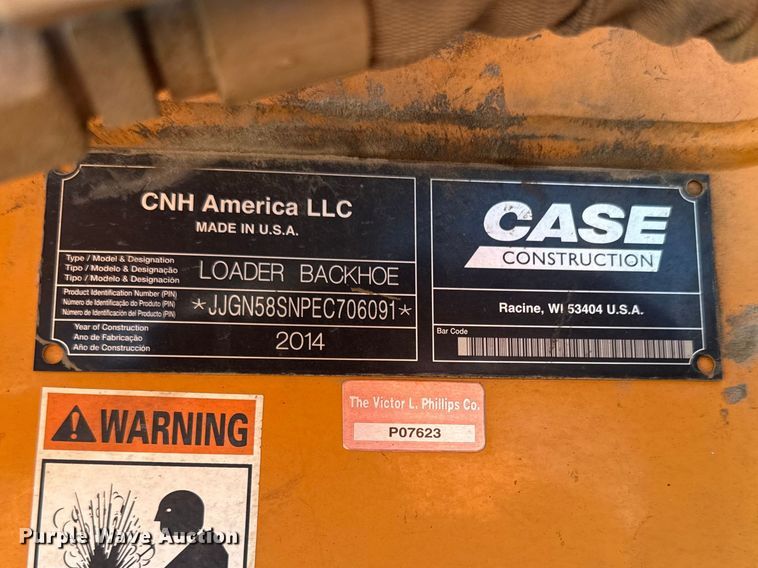 CNH America LLC
MADE IN U.S.A.
Type / Model & Designation
Tipo / Modelo & Designação
Tipo / Modelo & Designación
LOADER BACKHOE
Product Identification Number (PIN)
Número de Identificação do Produto (PIN)
Número de Identificación del Producto (PIN)
*JJGN58SNPEC706091*
Year of Construction
Ano de Fabricação
Año de Construcción
2014
CASE
CONSTRUCTION
Racine, WI 53404 U.S.A.
Bar Code
The Victor L. Phillips Co.
P07623
WARNING
Purple Wave Auction